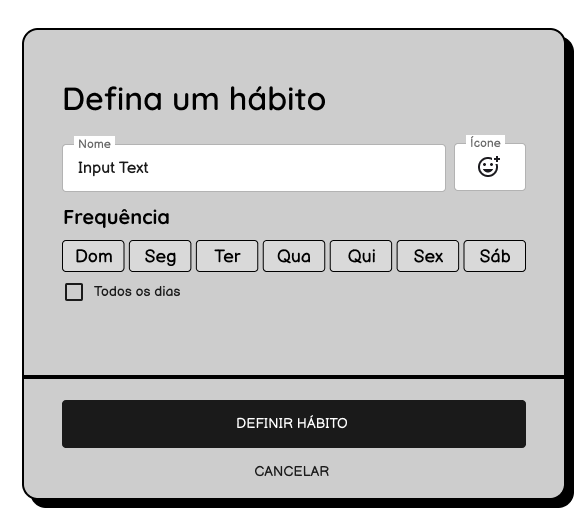 Defina um hábito
Nome
Ícone
Input Text
Frequência
Dom Seg Ter Qua Qui Sex Sáb
Todos os dias
DEFINIR HÁBITO
CANCELAR